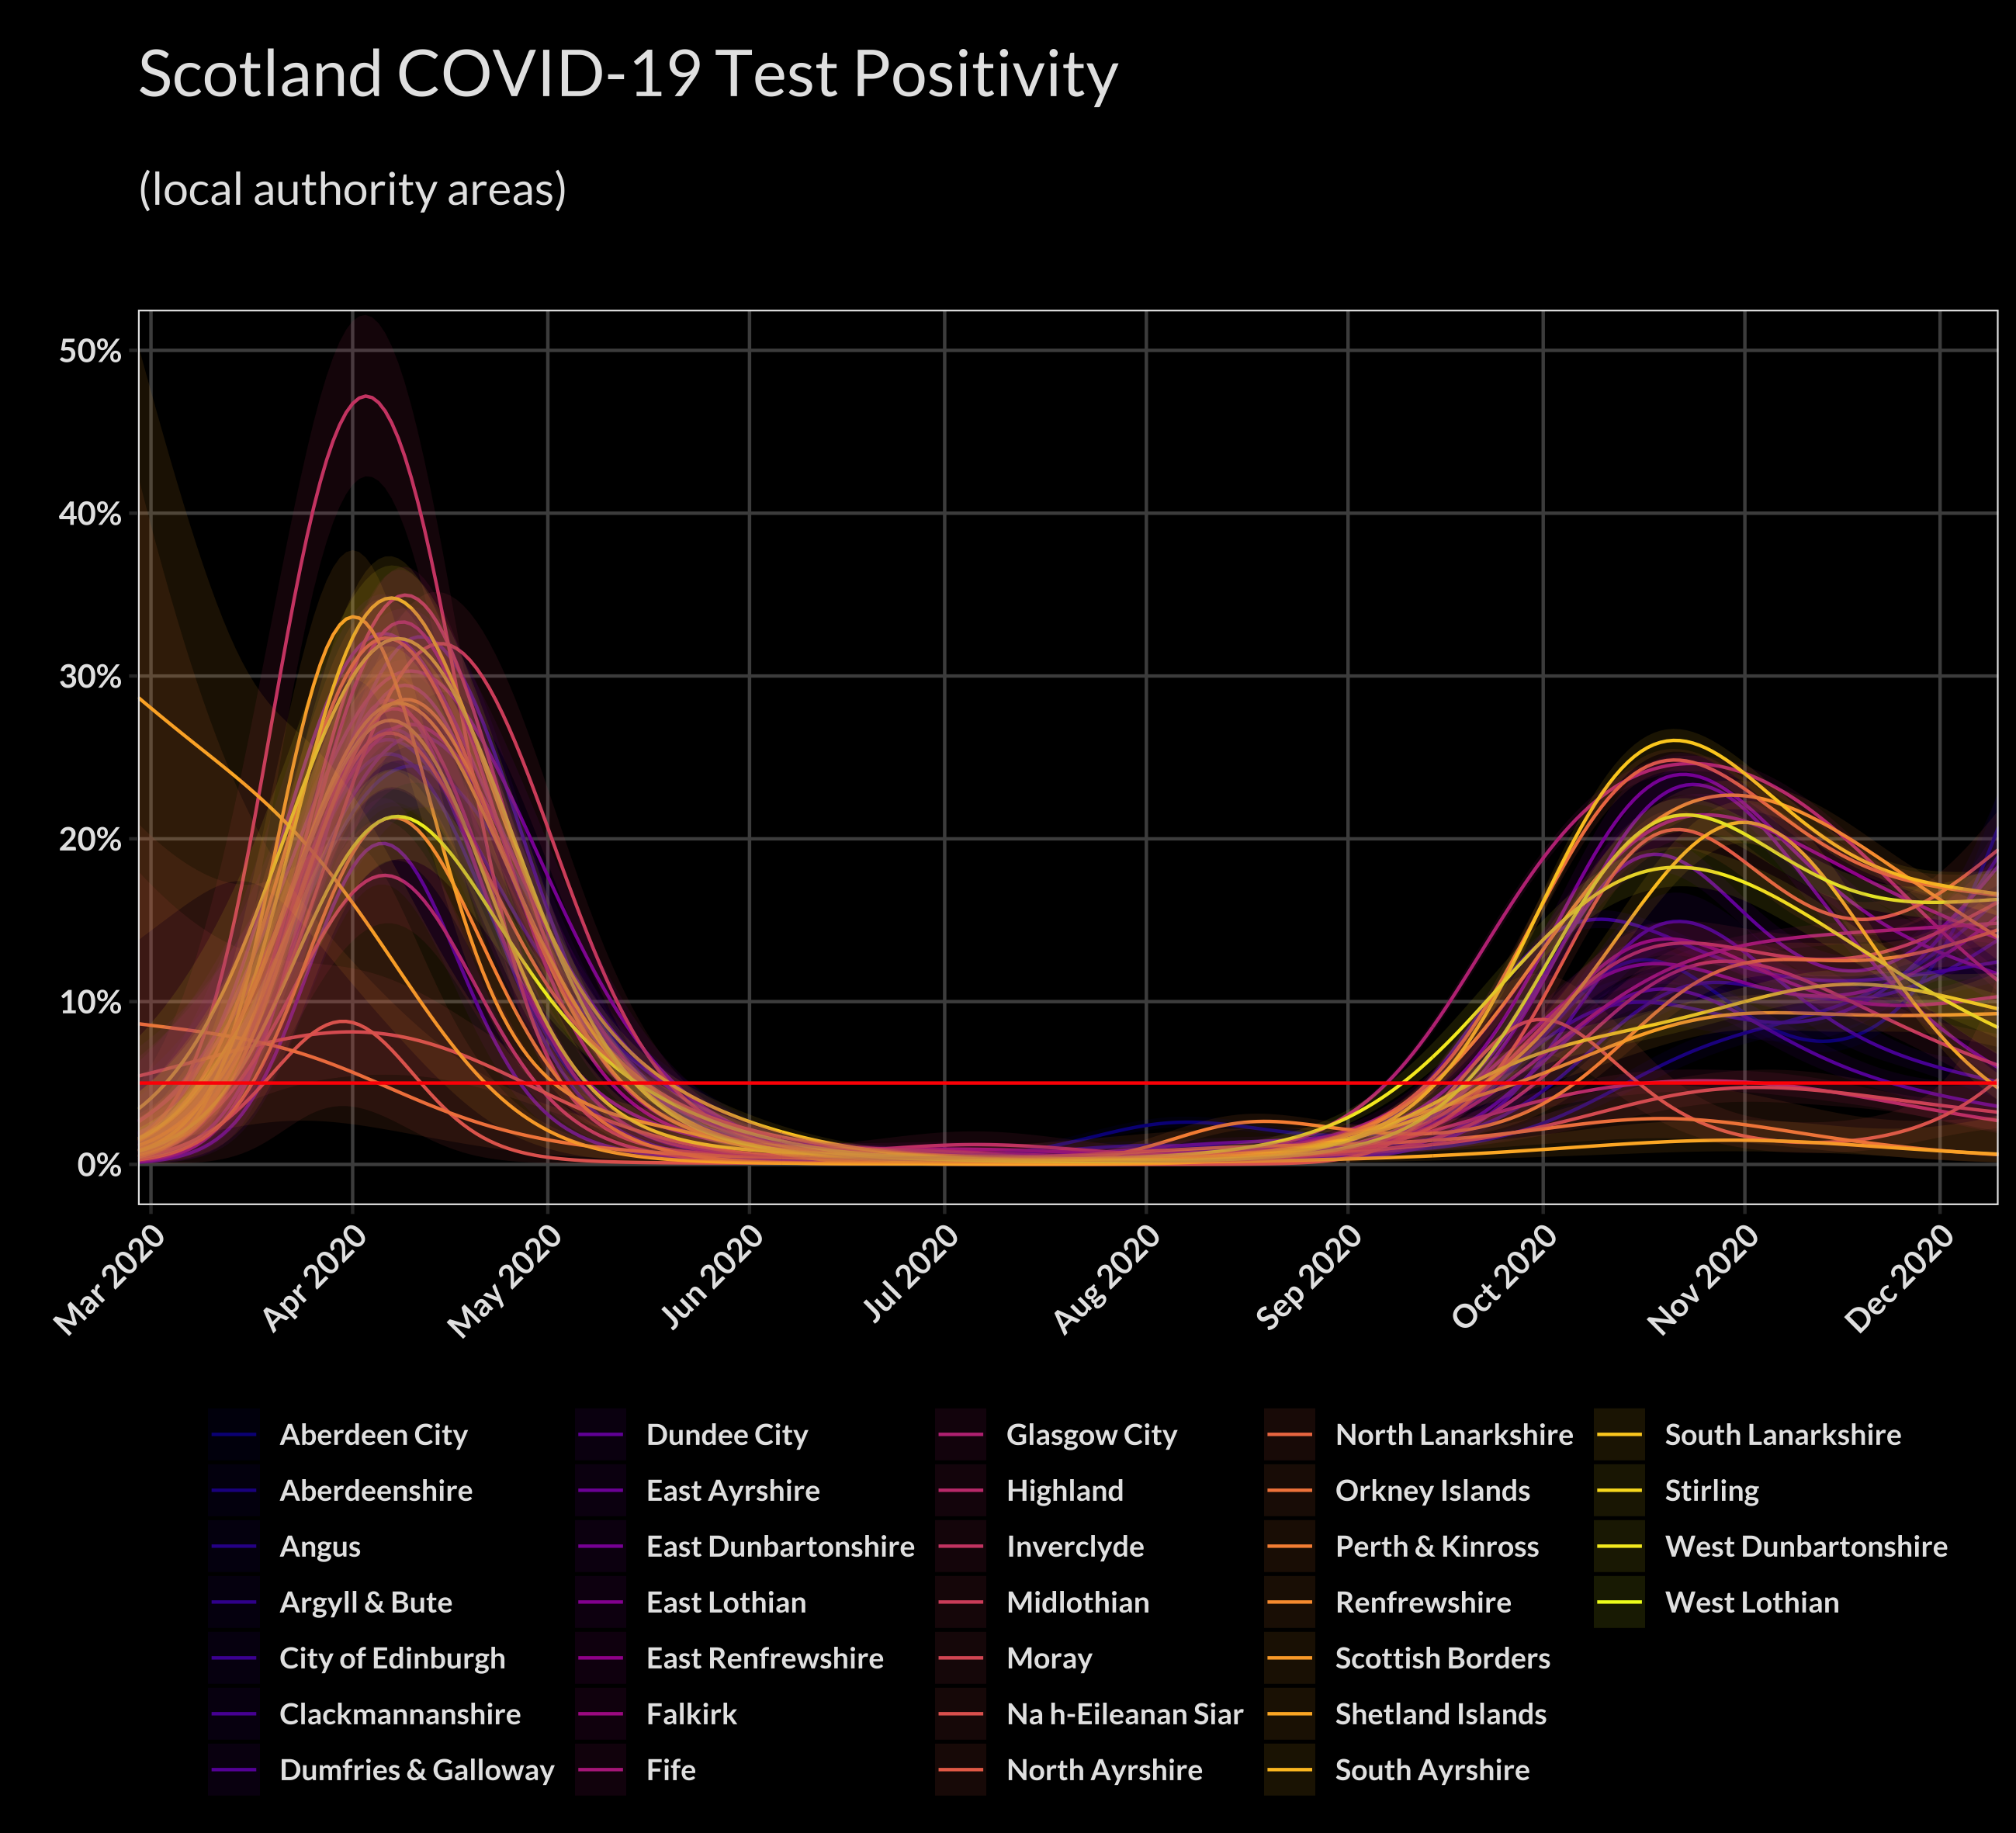 Scotland COVID-19 Test Positivity
(local authority areas)
50%
40%
30%
20%
10%
0%
Mar 2020
Apr 2020
May 2020
Jun 2020
Jul 2020
Aug 2020
Sep 2020
Oct 2020
Nov 2020
Dec 2020
Aberdeen City
Aberdeenshire
Angus
Argyll & Bute
City of Edinburgh
Clackmannanshire
Dumfries & Galloway
Dundee City
East Ayrshire
East Dunbartonshire
East Lothian
East Renfrewshire
Falkirk
Fife
Glasgow City
Highland
Inverclyde
Midlothian
Moray
Na h-Eileanan Siar
North Ayrshire
North Lanarkshire
Orkney Islands
Perth & Kinross
Renfrewshire
Scottish Borders
Shetland Islands
South Ayrshire
South Lanarkshire
Stirling
West Dunbartonshire
West Lothian